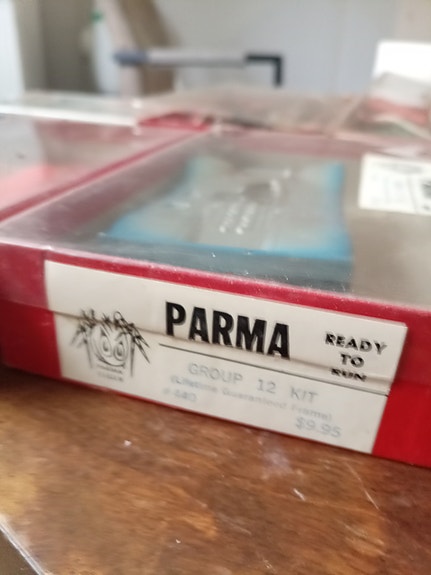 PARMA
READY
TO
RUN
GROUP 12 KIT
(Lifetime Guaranteed Frame)
$9.95